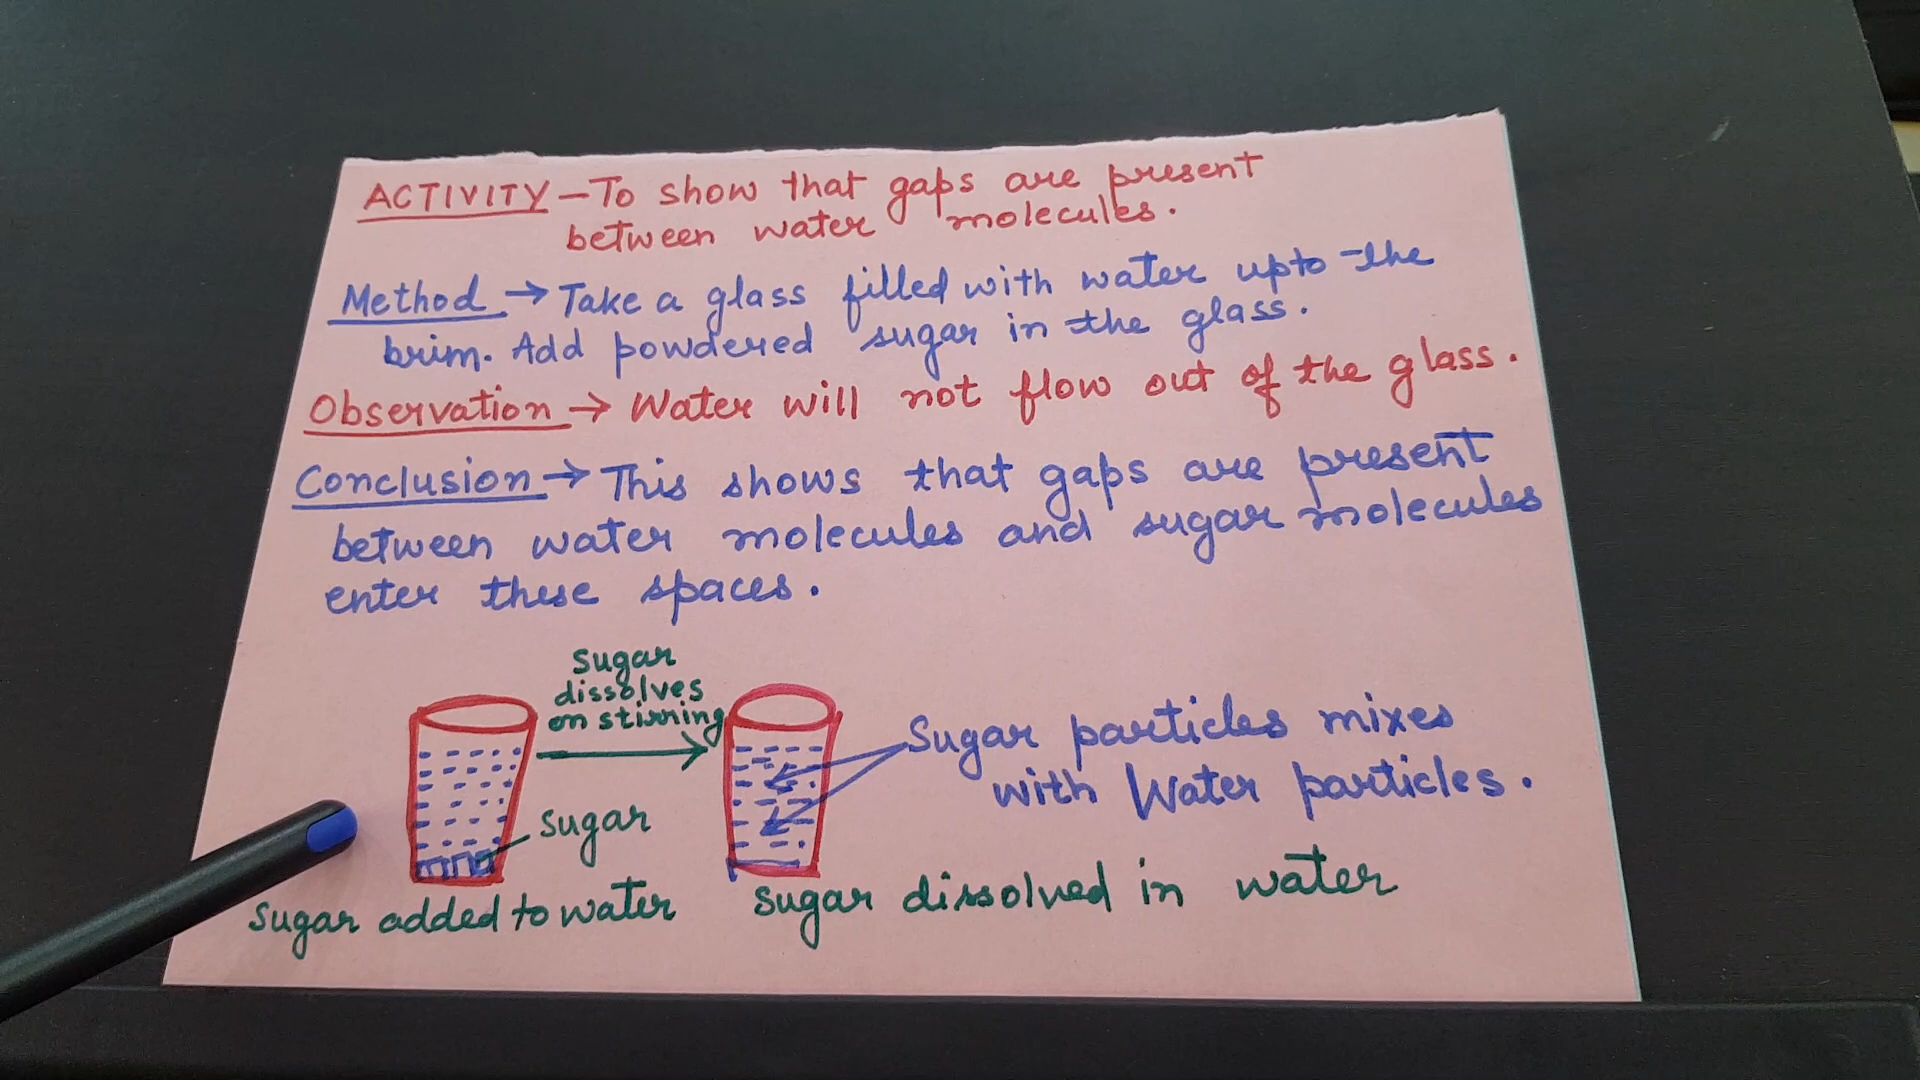 ACTIVITY – To show that gaps are present
between water molecules.
Method → Take a glass filled with water upto the
brim. Add powdered sugar in the glass.
Observation → Water will not flow out of the glass.
Conclusion → This shows that gaps are present
between water molecules and sugar molecules
enter these spaces.
Sugar
dissolves
on stirring
Sugar particles mixes
with Water particles.
Sugar
Sugar added to water
Sugar dissolved in water